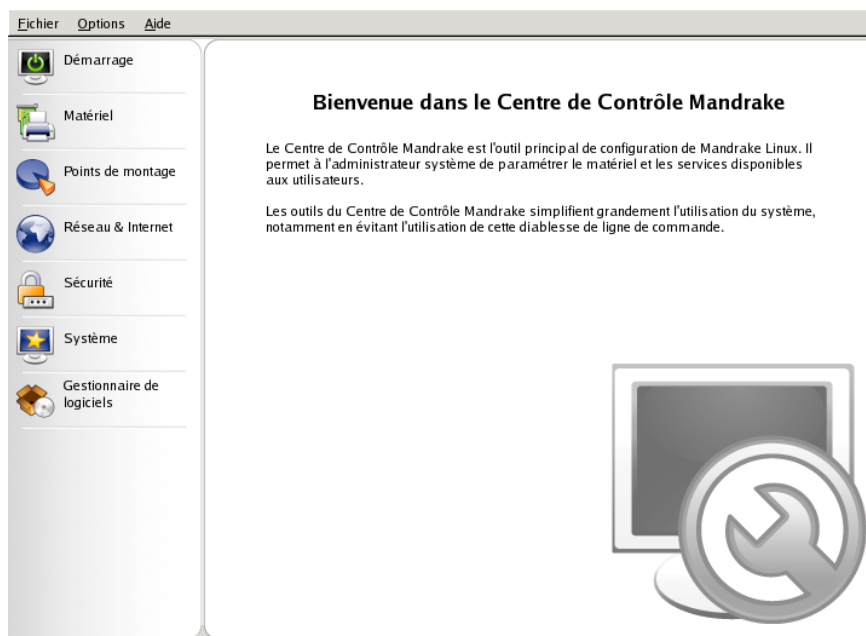 Fichier Options Aide
Démarrage
Matériel
Points de montage
Réseau & Internet
Sécurité
Système
Gestionnaire de
logiciels
Bienvenue dans le Centre de Contrôle Mandrake
Le Centre de Contrôle Mandrake est l'outil principal de configuration de Mandrake Linux. Il
permet à l'administrateur système de paramétrer le matériel et les services disponibles
aux utilisateurs.
Les outils du Centre de Contrôle Mandrake simplifient grandement l'utilisation du système,
notamment en évitant l'utilisation de cette diablesse de ligne de commande.